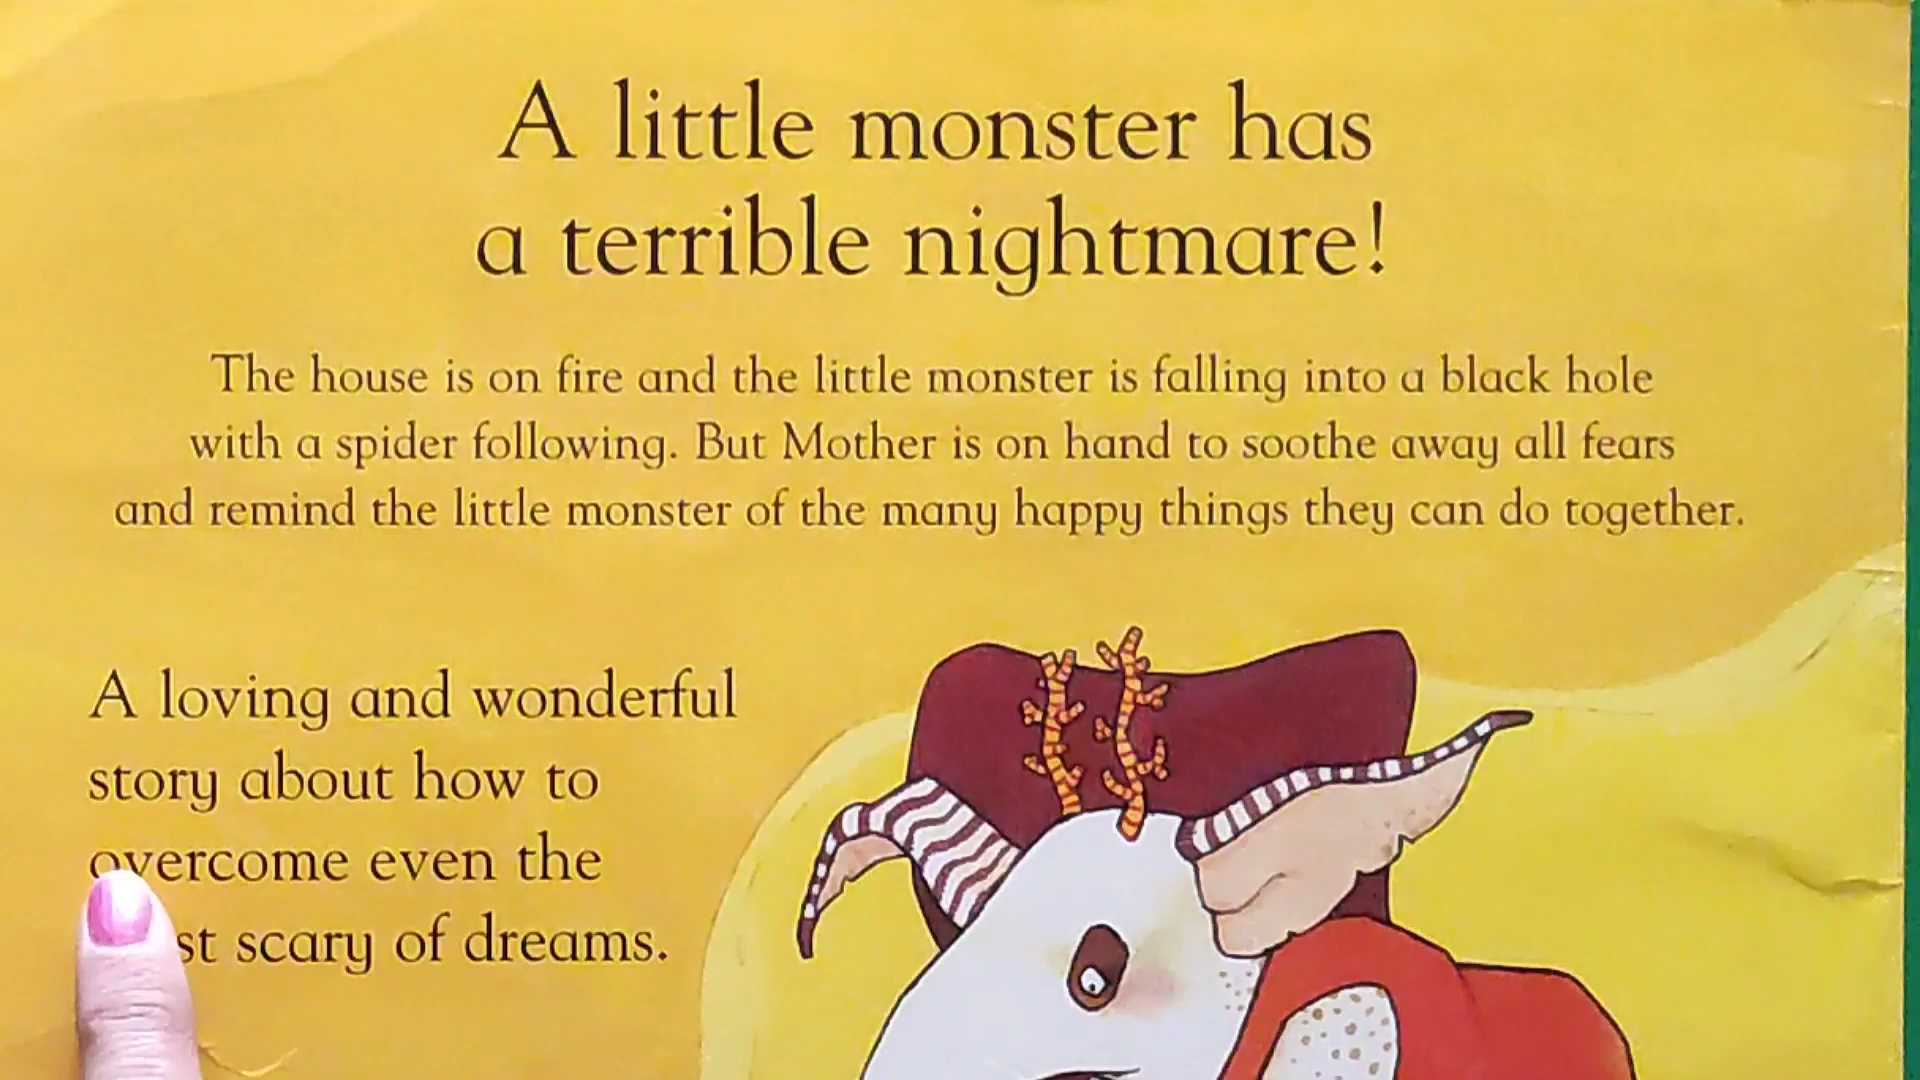 A little monster has
a terrible nightmare!
The house is on fire and the little monster is falling into a black hole
with a spider following. But Mother is on hand to soothe away all fears
and remind the little monster of the many happy things they can do together.
A loving and wonderful
story about how to
overcome even the
scary of dreams.